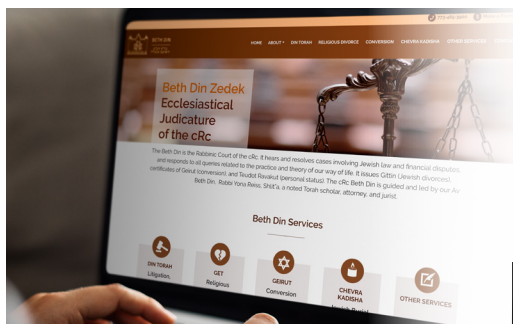 BETH DIN
HOME ABOUT DIN TORAH RELIGIOUS DIVORCE CONVERSION CHEVRA KADISHA OTHER SERVICES
Beth Din Zedek
Ecclesiastical
Judicature
of the cRc
The Beth Din is the Rabbinic Court of the cRc. It hears and resolves cases involving Jewish law and financial disputes,
and responds to all queries related to the practice and theory of our way of life. It issues Gittin (Jewish divorces),
certificates of Geirut (conversion), and Teudot Ravakut (personal status). The cRc Beth Din is guided and led by our Av
Beth Din, Rabbi Yona Reiss, Shlit"a, a noted Torah scholar, attorney, and jurist.
Beth Din Services
DIN TORAH GET GEIRUT CHEVRA KADISHA OTHER SERVICES
Litigation, Religious Conversion Jewish Burial